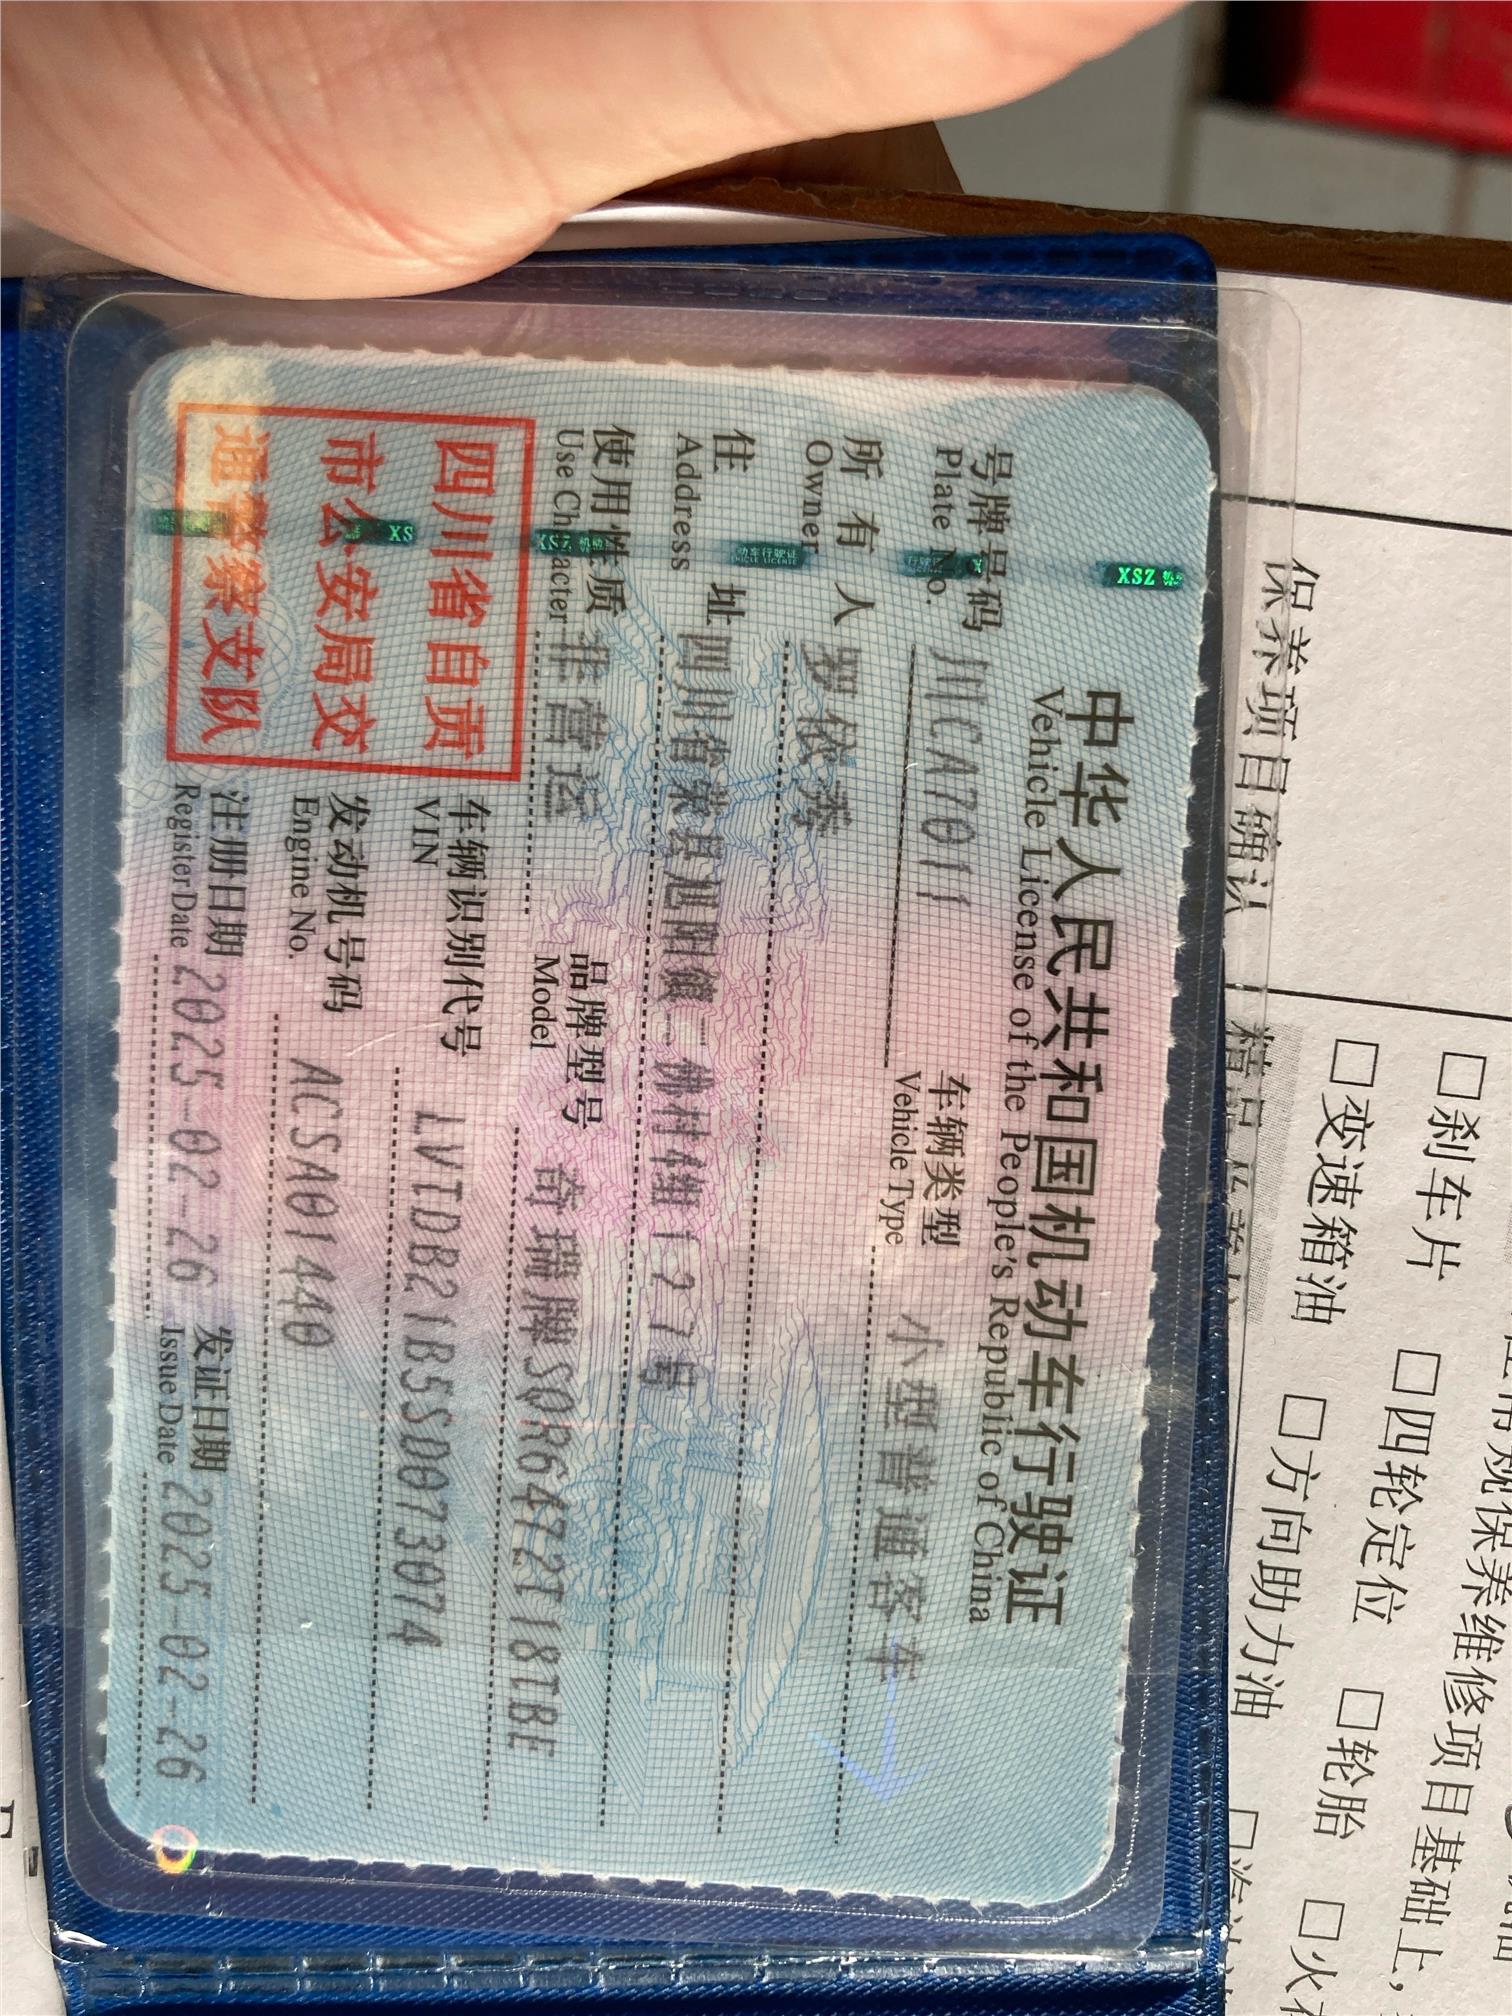 中华人民共和国机动车行驶证
Vehicle License of the People's Republic of China
号牌号码 川CA7011 车辆类型 小型普通客车
Plate No. Vehicle Type
所有人 罗依秀
Owner
住址 四川省荣县旭阳镇二佛村4组127号
Address
使用性质 非营运 品牌型号 奇瑞牌SQR6472T18TBE
Use Character Model
四川省自贡
市公安局交
通警察支队
车辆识别代号 LVTDB21B5SD073074
VIN
发动机号码 ACSA01440
Engine No.
注册日期 2025-02-26 发证日期 2025-02-26
Register Date Issue Date
XSZ
保养项目确认
□刹车片 □四轮定位 □轮胎
□变速箱油 □方向助力油